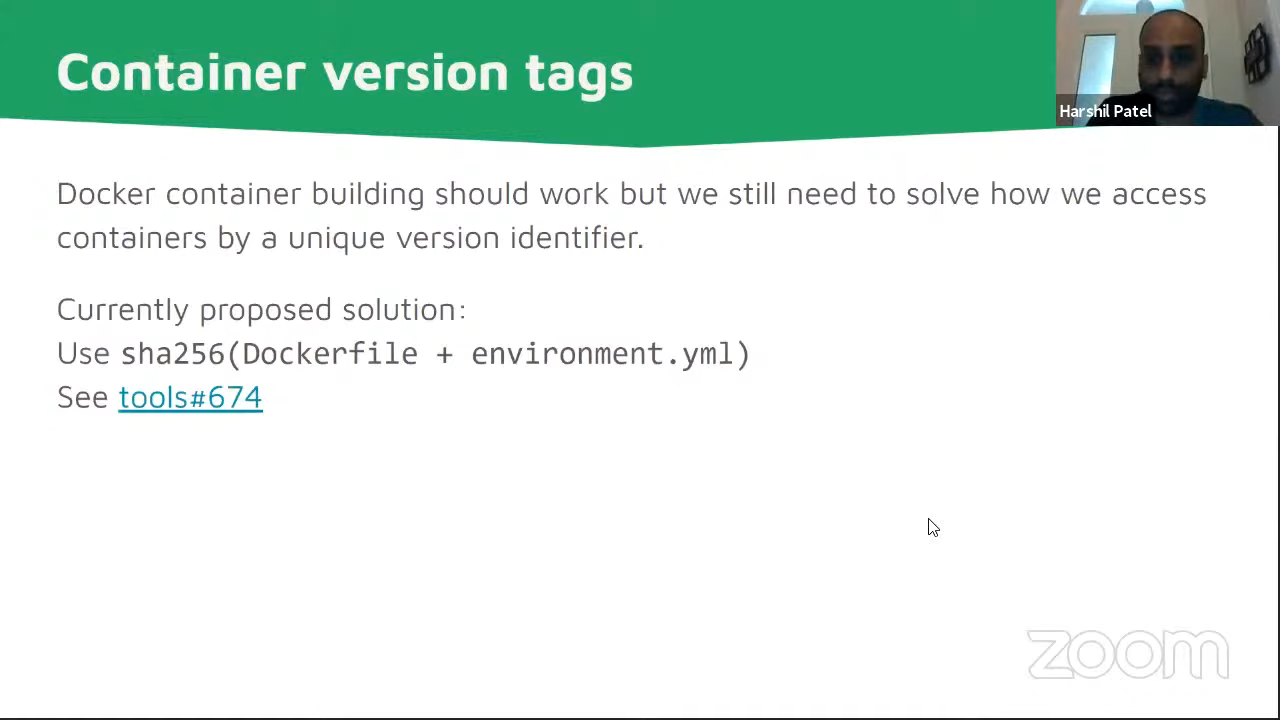 Container version tags
Harshil Patel
Docker container building should work but we still need to solve how we access
containers by a unique version identifier.
Currently proposed solution:
Use sha256(Dockerfile + environment.yml)
See tools#674
zoom